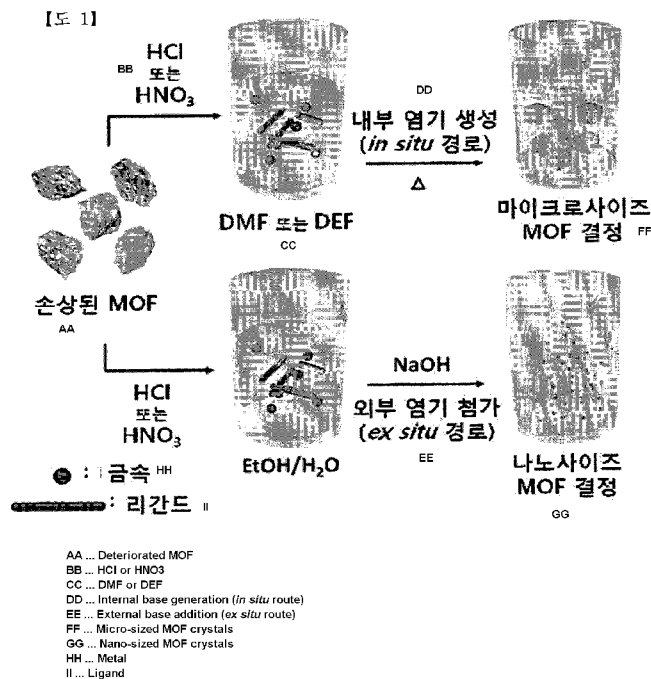 【도 1】
BB HCl
또는
HNO3
DD
내부 염기 생성
(in situ 경로)
Δ
DMF 또는 DEF
CC
마이크로사이즈
MOF 결정 FF
손상된 MOF
AA
HCl
또는
HNO3
NaOH
외부 염기 첨가
(ex situ 경로)
EE
EtOH/H2O
나노사이즈
MOF 결정
GG
: 금속 HH
: 리간드 II
AA ... Deteriorated MOF
BB ... HCl or HNO3
CC ... DMF or DEF
DD ... Internal base generation (in situ route)
EE ... External base addition (ex situ route)
FF ... Micro-sized MOF crystals
GG ... Nano-sized MOF crystals
HH ... Metal
II ... Ligand